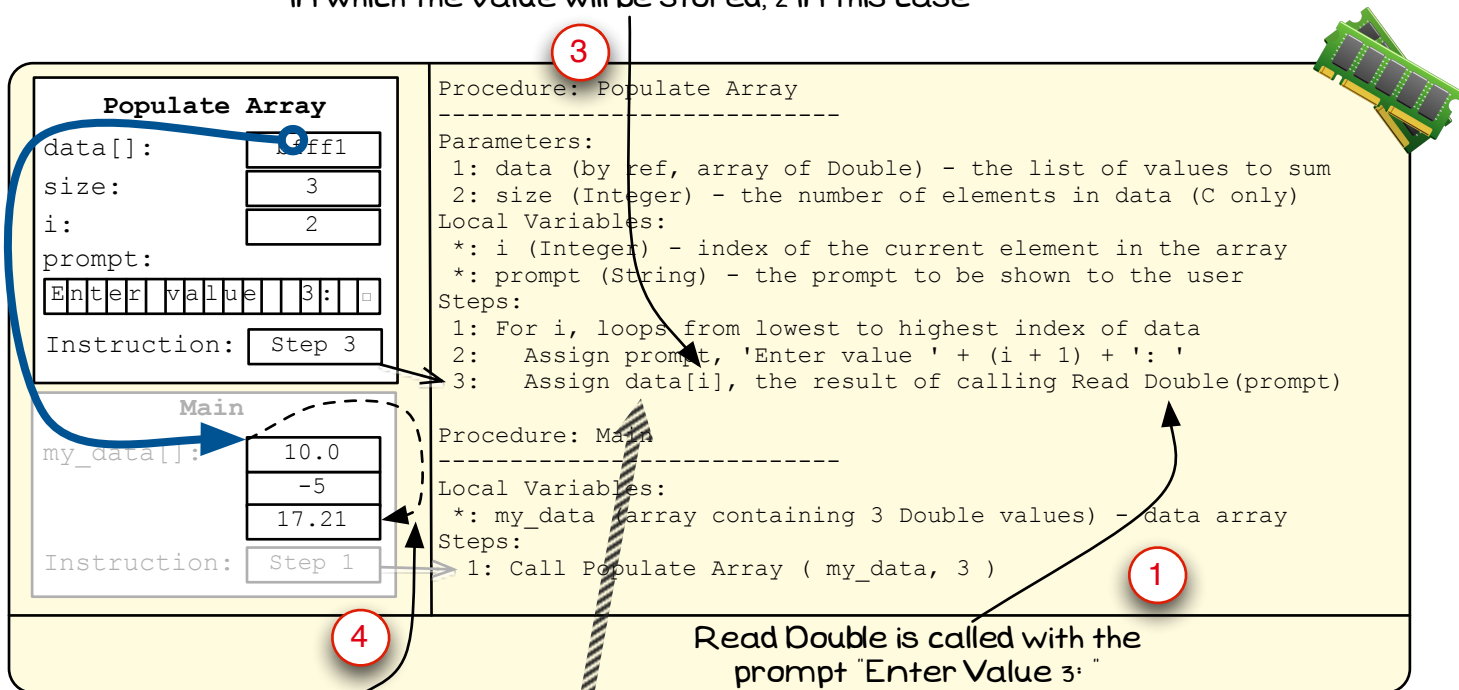 in which the value will be stored, 2 in this case
3
Populate Array
data[]: bfff1
size: 3
i: 2
prompt:
Enter value 3:
Instruction: Step 3
Main
my_data[]: 10.0
-5
17.21
Instruction: Step 1
Procedure: Populate Array
----------------------------
Parameters:
1: data (by ref, array of Double) - the list of values to sum
2: size (Integer) - the number of elements in data (C only)
Local Variables:
*: i (Integer) - index of the current element in the array
*: prompt (String) - the prompt to be shown to the user
Steps:
1: For i, loops from lowest to highest index of data
2: Assign prompt, 'Enter value ' + (i + 1) + ': '
3: Assign data[i], the result of calling Read Double(prompt)
Procedure: Main
----------------------------
Local Variables:
*: my_data (array containing 3 Double values) - data array
Steps:
1: Call Populate Array ( my_data, 3 )
1
4
Read Double is called with the
prompt "Enter Value 3: "